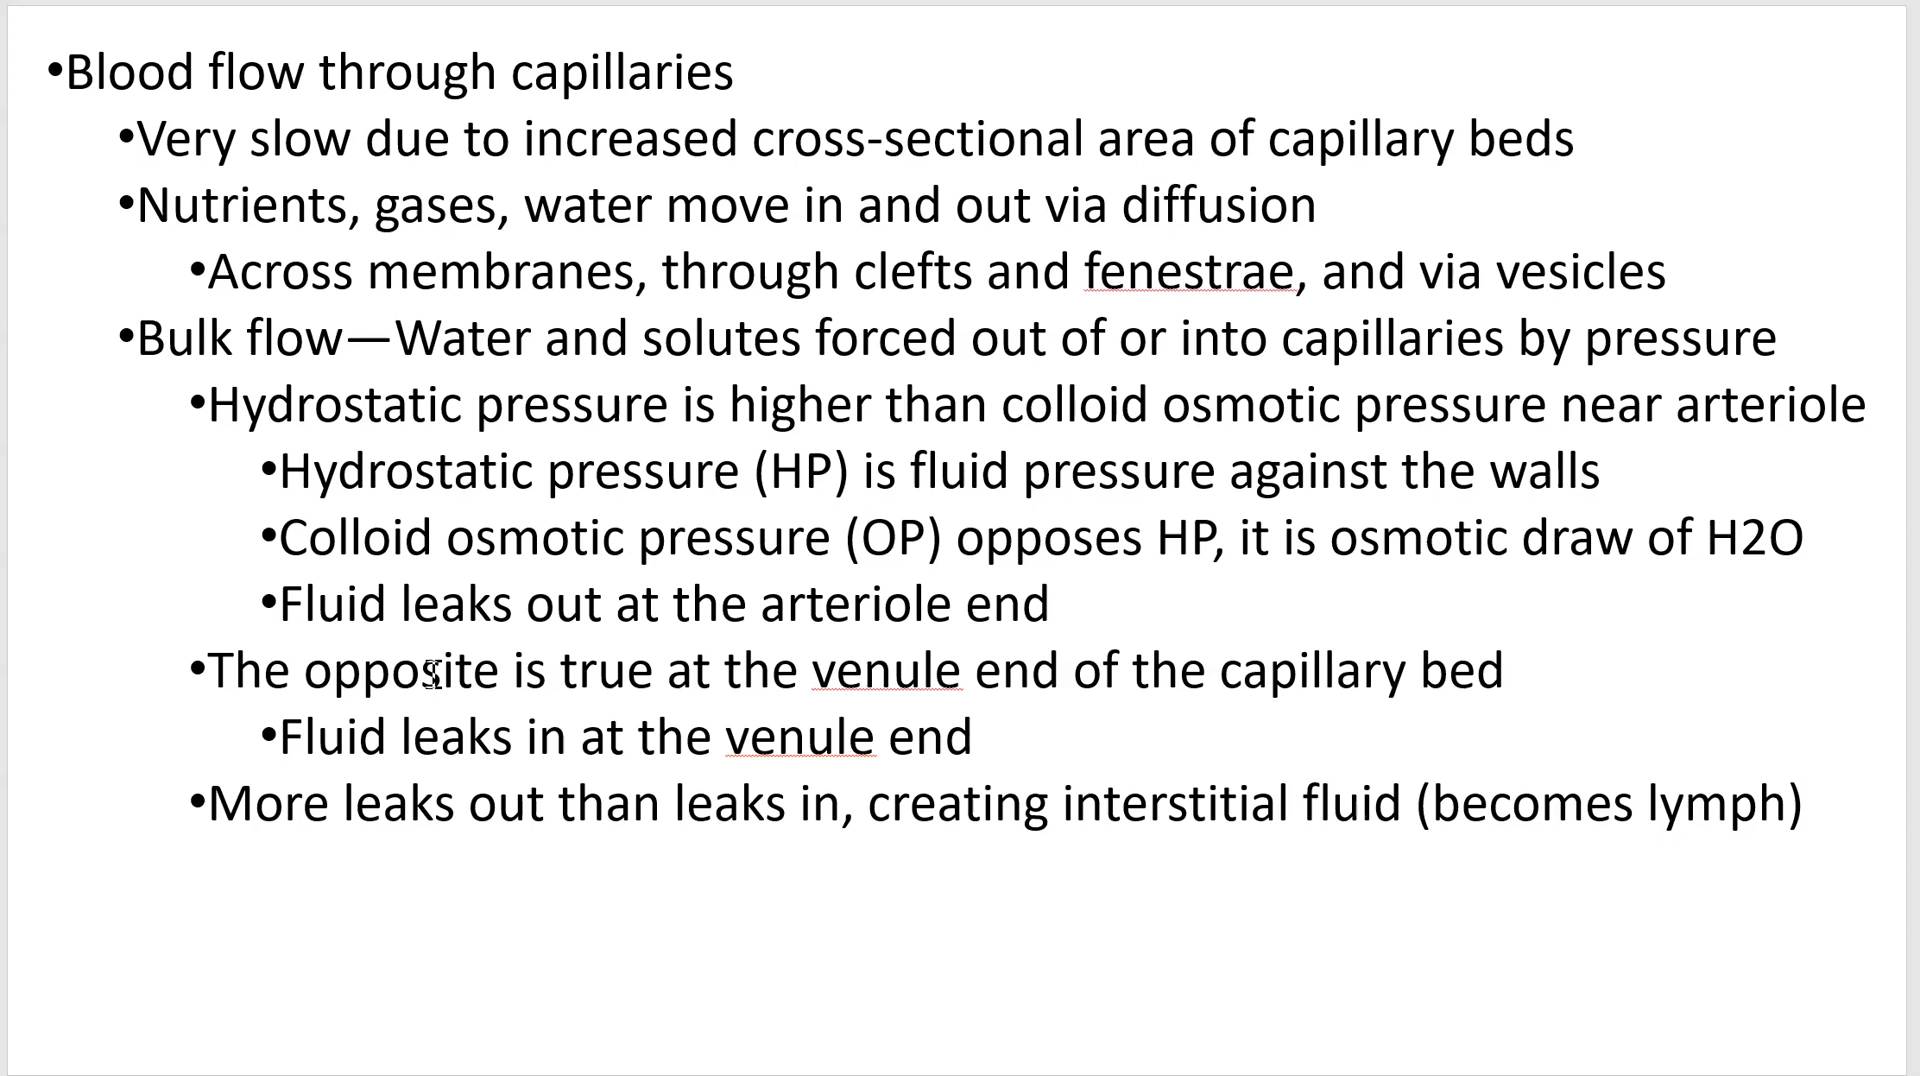 •Blood flow through capillaries
•Very slow due to increased cross-sectional area of capillary beds
•Nutrients, gases, water move in and out via diffusion
•Across membranes, through clefts and fenestrae, and via vesicles
•Bulk flow—Water and solutes forced out of or into capillaries by pressure
•Hydrostatic pressure is higher than colloid osmotic pressure near arteriole
•Hydrostatic pressure (HP) is fluid pressure against the walls
•Colloid osmotic pressure (OP) opposes HP, it is osmotic draw of H2O
•Fluid leaks out at the arteriole end
•The opposite is true at the venule end of the capillary bed
•Fluid leaks in at the venule end
•More leaks out than leaks in, creating interstitial fluid (becomes lymph)